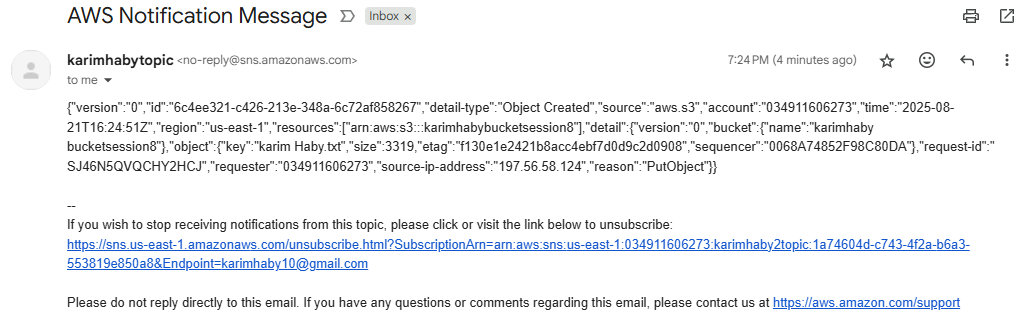 AWS Notification Message Inbox ×
karimhabytopic <no-reply@sns.amazonaws.com> 7:24 PM (4 minutes ago)
to me
{"version":"0","id":"6c4ee321-c426-213e-348a-6c72af858267","detail-type":"Object Created","source":"aws.s3","account":"034911606273","time":"2025-08-
21T16:24:51Z","region":"us-east-1","resources":["arn:aws:s3:::karimhabybucketsession8"],"detail":{"version":"0","bucket":{"name":"karimhaby
bucketsession8"},"object":{"key":"karim Haby.txt","size":3319,"etag":"f130e1e2421b8acc4ebf7d0d9c2d0908","sequencer":"0068A74852F98C80DA"},"request-id":"
SJ46N5QVQCHY2HCJ","requester":"034911606273","source-ip-address":"197.56.58.124","reason":"PutObject"}}
--
If you wish to stop receiving notifications from this topic, please click or visit the link below to unsubscribe:
https://sns.us-east-1.amazonaws.com/unsubscribe.html?SubscriptionArn=arn:aws:sns:us-east-1:034911606273:karimhaby2topic:1a74604d-c743-4f2a-b6a3-
553819e850a8&Endpoint=karimhaby10@gmail.com
Please do not reply directly to this email. If you have any questions or comments regarding this email, please contact us at https://aws.amazon.com/support